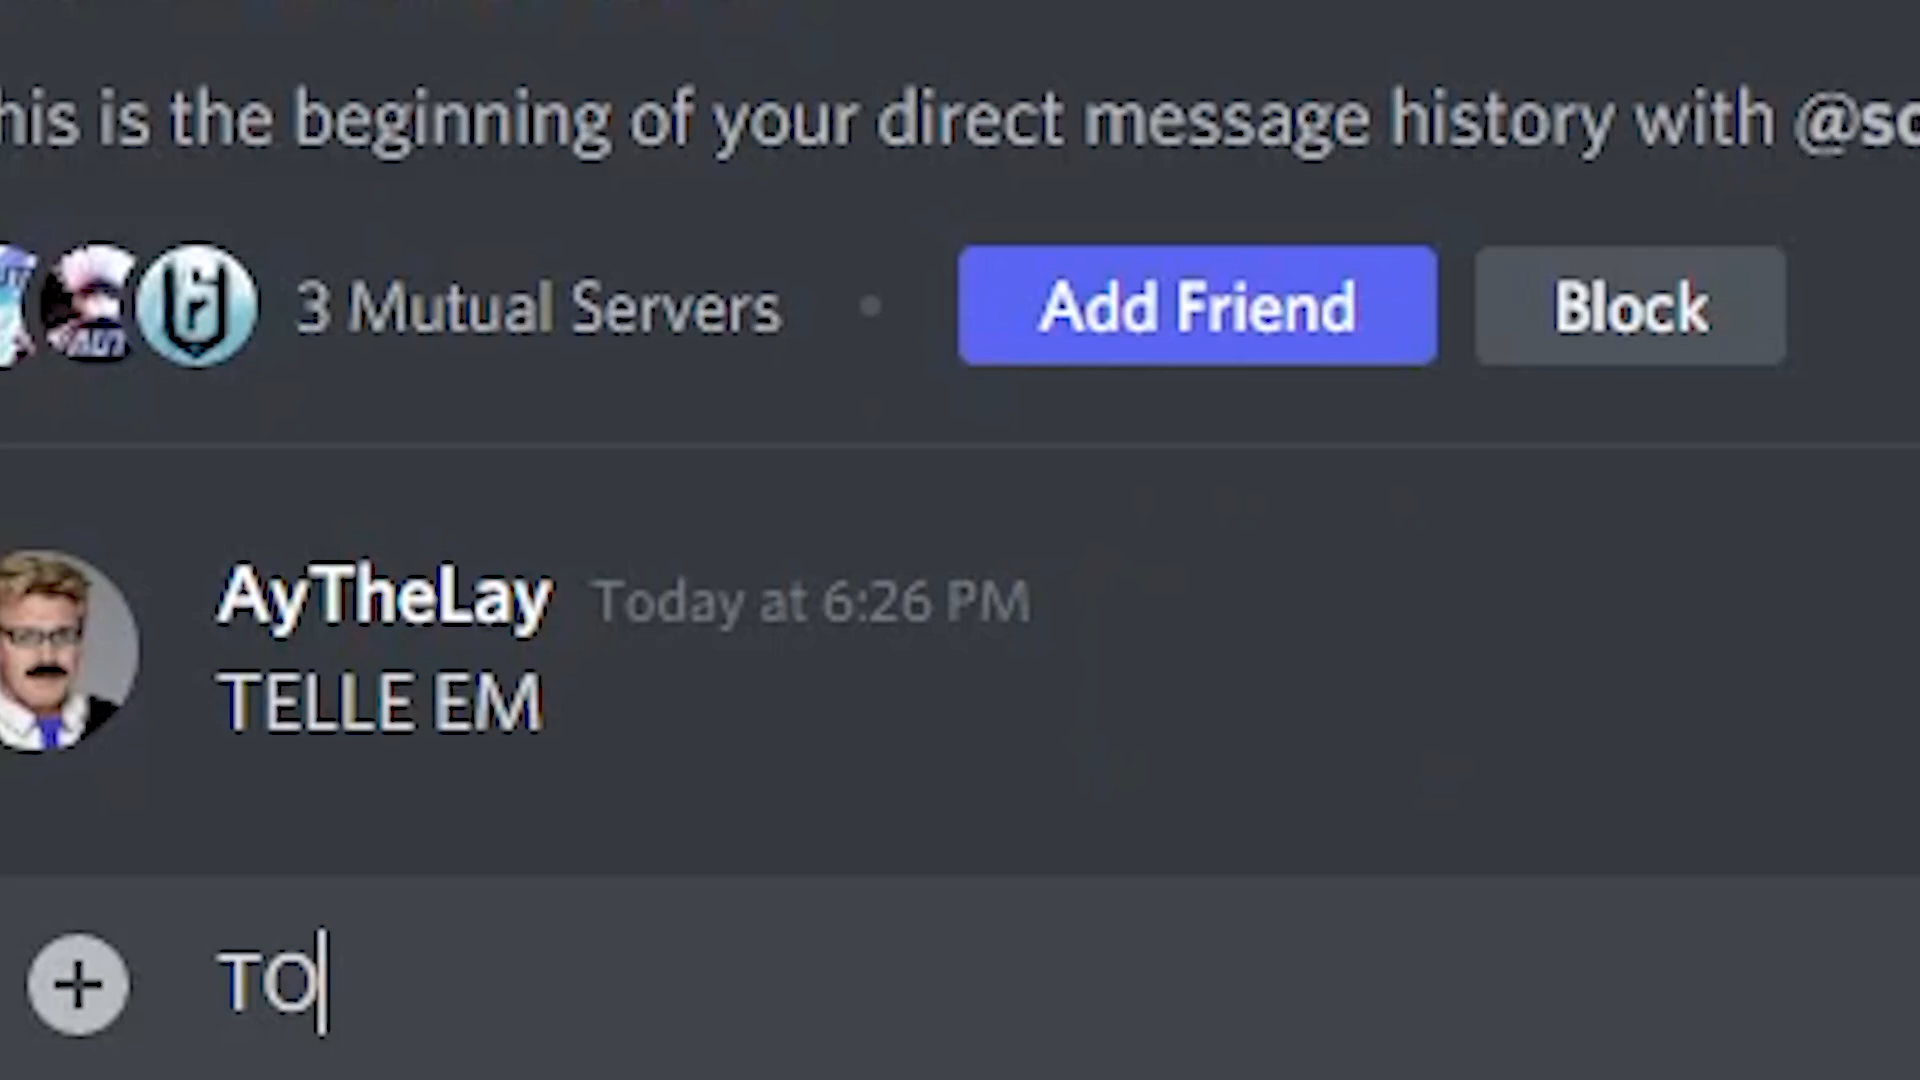 his is the beginning of your direct message history with
3 Mutual Servers • Add Friend Block
AyTheLay Today at 6:26 PM
TELLE EM
TO